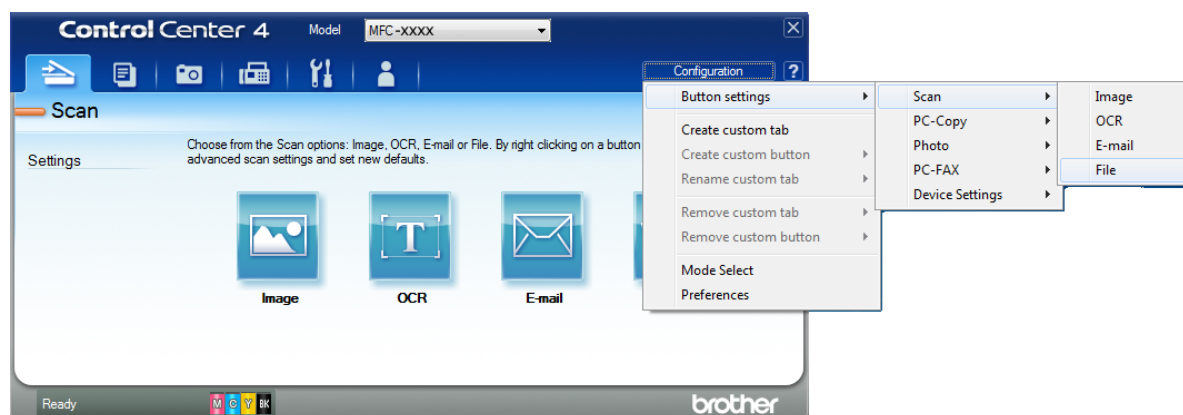 Control Center 4
Model
MFC-XXXX
Configuration
?
Scan
Settings
Choose from the Scan options: Image, OCR, E-mail or File. By right clicking on a button
advanced scan settings and set new defaults.
T
Image
OCR
E-mail
Button settings
Create custom tab
Create custom button
Rename custom tab
Remove custom tab
Remove custom button
Mode Select
Preferences
Scan
PC-Copy
Photo
PC-FAX
Device Settings
Image
OCR
E-mail
File
Ready
M C Y BK
brother